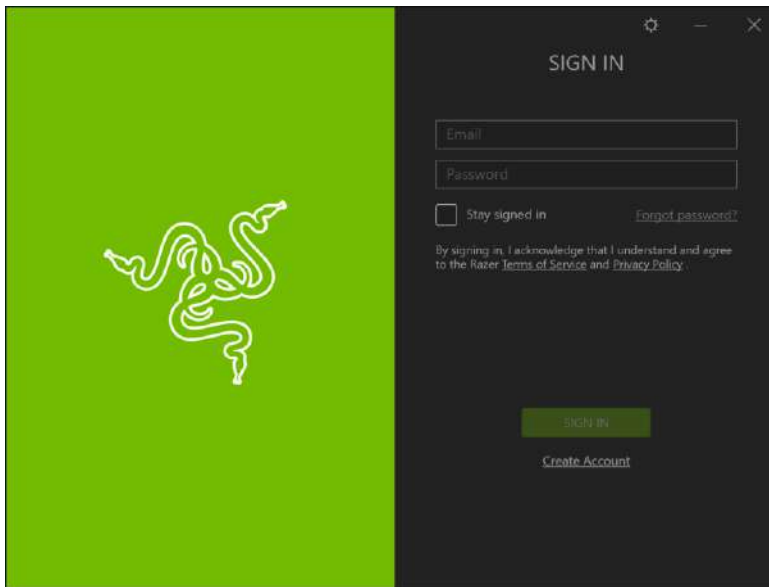 SIGN IN
Email
Password
Stay signed in
Forgot password?
By signing in, I acknowledge that I understand and agree
to the Razer Terms of Service and Privacy Policy.
SIGN IN
Create Account